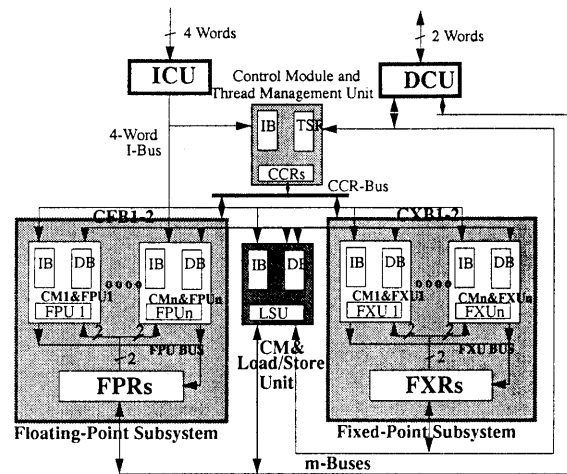 4 Words
2 Words
ICU
DCU
Control Module and
Thread Management Unit
IB
TSR
4-Word
I-Bus
CCRs
CCR-Bus
CFB1-2
CXB1-2
IB
DB
IB
DB
IB
DB
IB
DB
IB
DB
CM1&FPU1
CMn&FPUn
CM1&FXU1
CMn&FXUn
FPU 1
FPUn
LSU
FXU 1
FXUn
2
2
2
2
2
FPU BUS
CM&
Load/Store
Unit
2
FXU BUS
FPRs
FXRs
Floating-Point Subsystem
Fixed-Point Subsystem
m-Buses